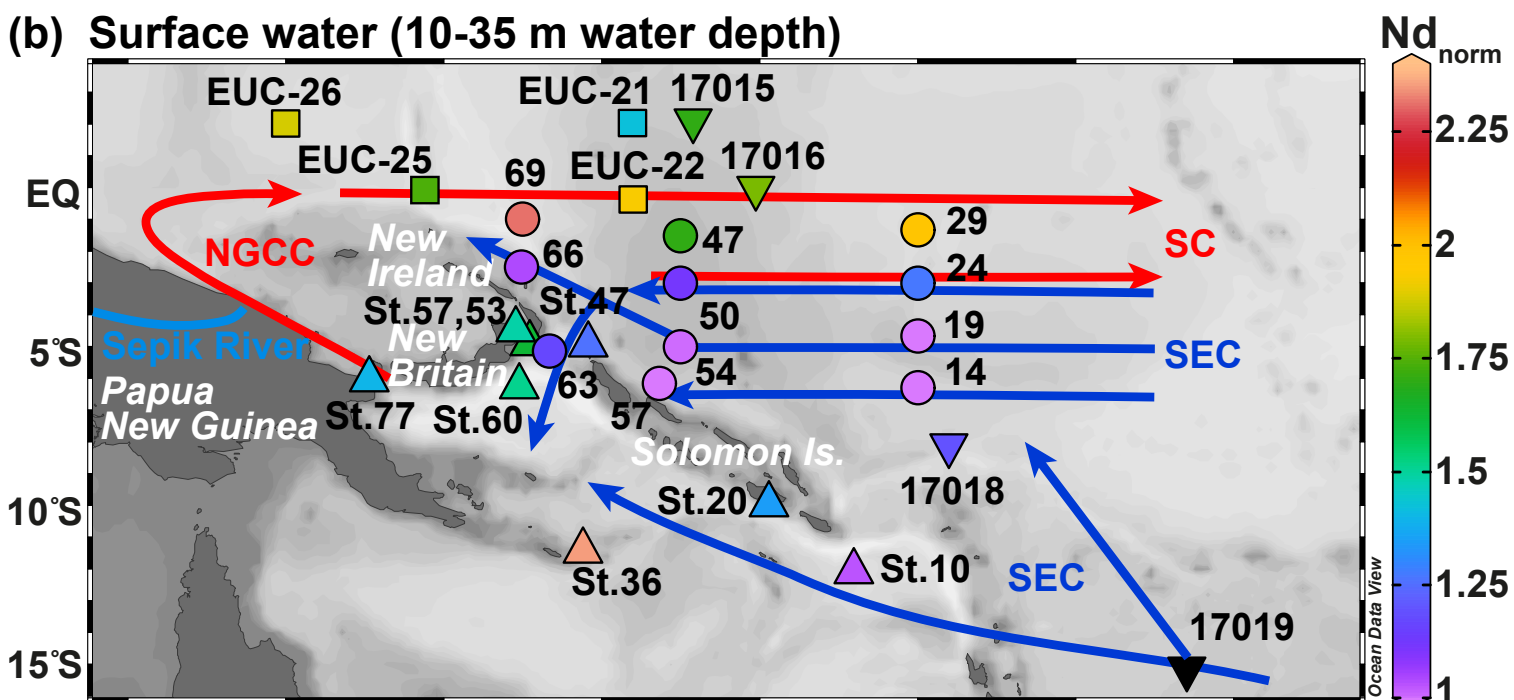 (b) Surface water (10-35 m water depth)
Nd norm
EUC-26
EUC-21
17015
2.25
EUC-25
69
EUC-22
17016
EQ
29
New
Ireland
NGCC
66
47
SC
2
24
St.57,53
St.47
50
Sepik River
New
Britain
19
5°S
SEC
1.75
Papua
New Guinea
St.77
St.60
63
54
57
14
Solomon Is.
1.5
10°S
St.20
17018
St.36
St.10
SEC
1.25
17019
15°S
Ocean Data View
1